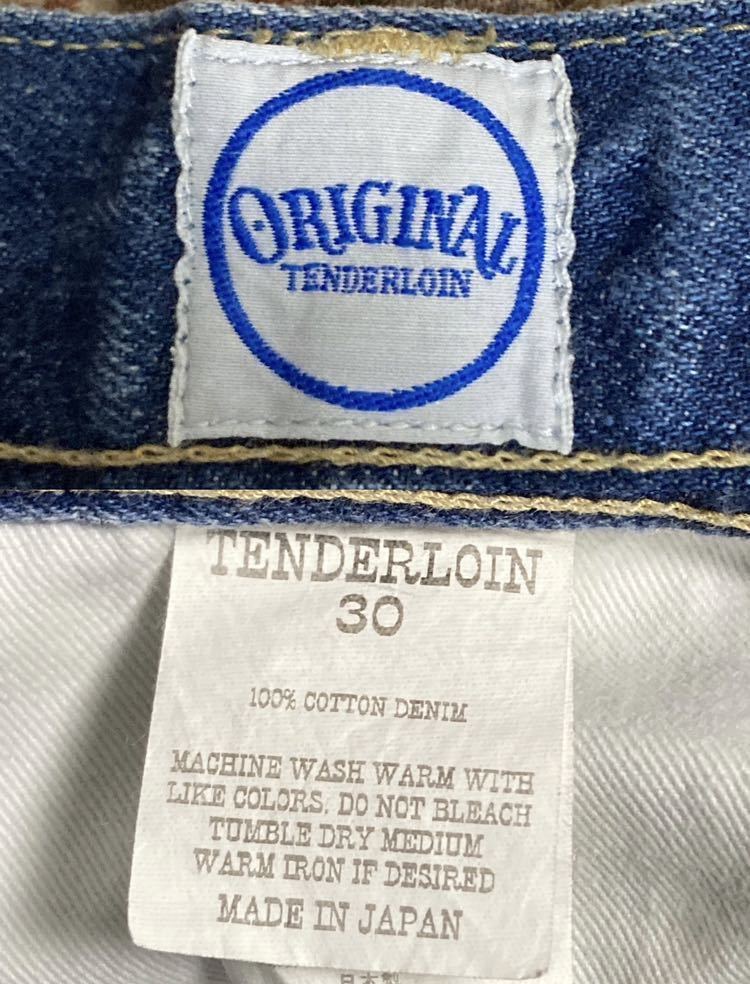 ORIGINAL
TENDERLOIN
TENDERLOIN
30
100% COTTON DENIM
MACHINE WASH WARM WITH
LIKE COLORS. DO NOT BLEACH
TUMBLE DRY MEDIUM
WARM IRON IF DESIRED
MADE IN JAPAN
日本製